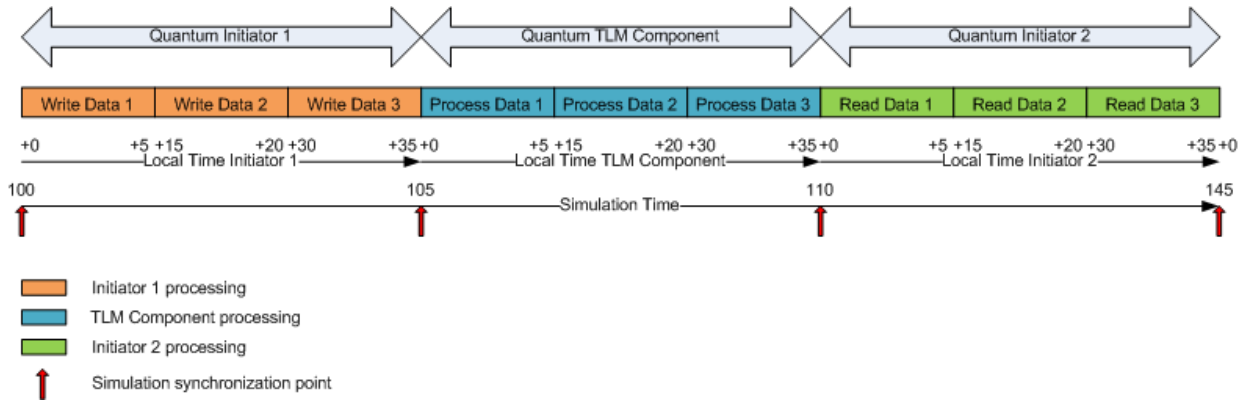 Quantum Initiator 1 Quantum TLM Component Quantum Initiator 2
Write Data 1 Write Data 2 Write Data 3 Process Data 1 Process Data 2 Process Data 3 Read Data 1 Read Data 2 Read Data 3
+0 +5 +15 +20 +30 +35 +0 +5 +15 +20 +30 +35 +0 +5 +15 +20 +30 +35 +0
Local Time Initiator 1 Local Time TLM Component Local Time Initiator 2
100 105 110 145
Simulation Time
Initiator 1 processing
TLM Component processing
Initiator 2 processing
Simulation synchronization point